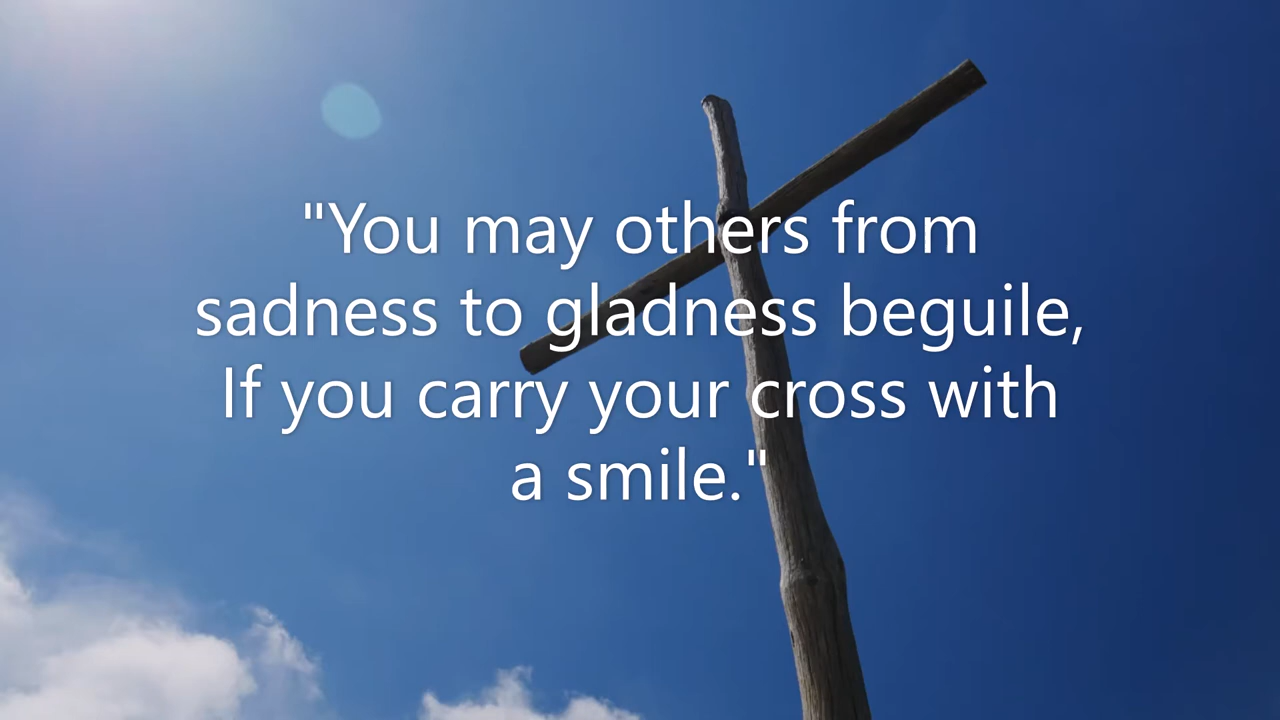 "You may others from
sadness to gladness beguile,
If you carry your cross with
a smile."